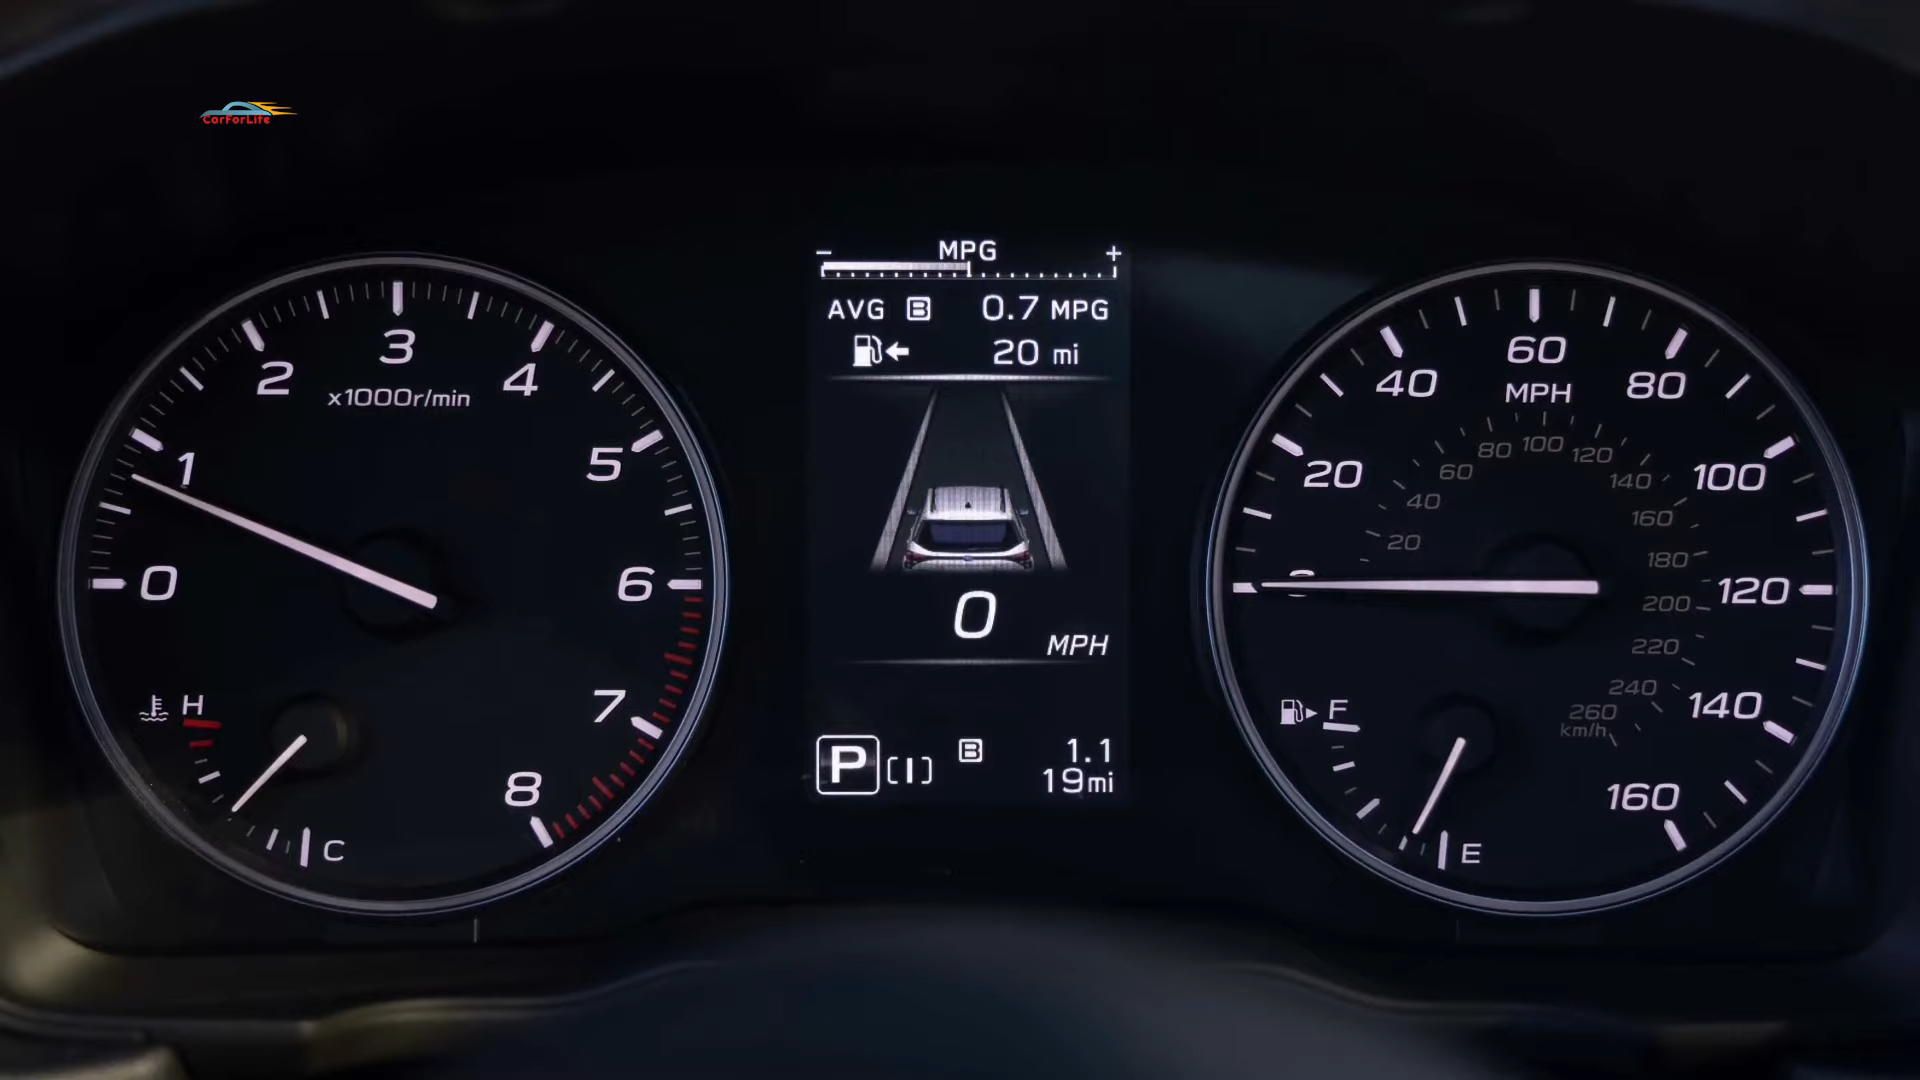 CarForLife
- MPG +
AVG B 0.7 MPG
20 mi
0
MPH
P [I] B 1.1
19mi
0
1
2
3
4
5
6
7
8
x1000r/min
H
C
20
40
60
80
100
120
140
160
MPH
20
40
60
80
100
120
140
160
180
200
220
240
260
km/h
F
E